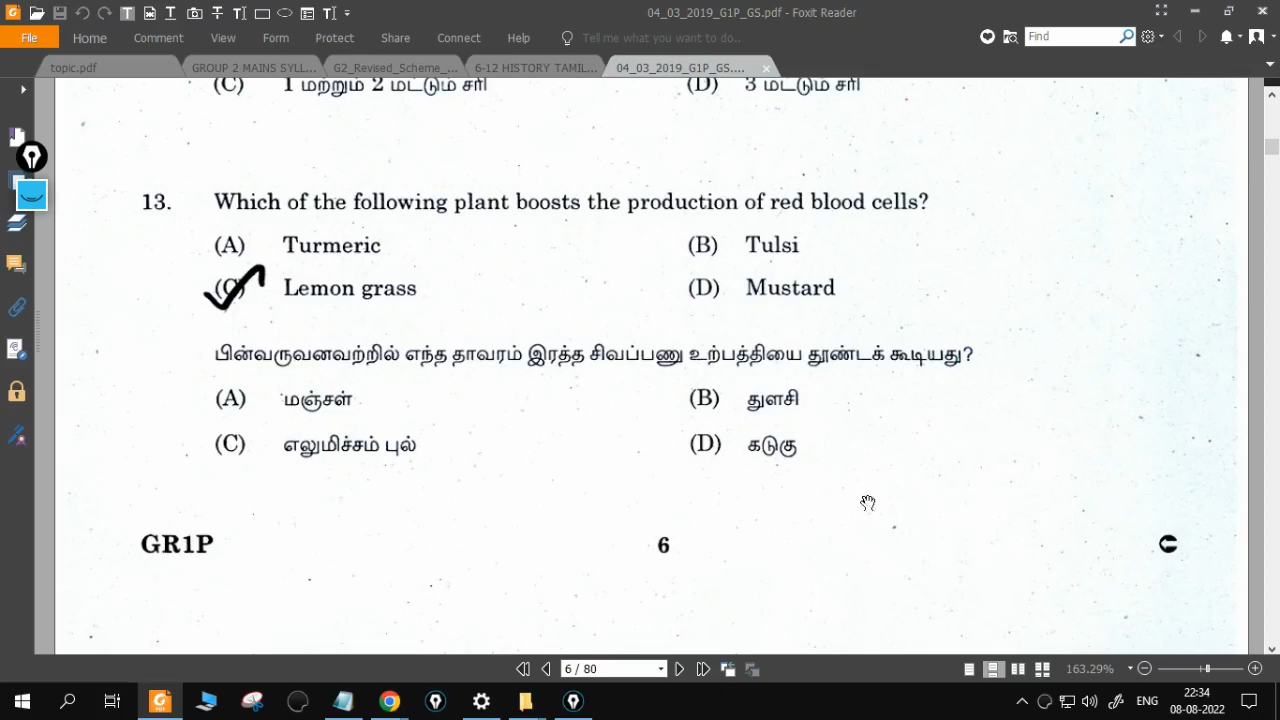 04_03_2019_G1P_GS.pdf - Foxit Reader
File Home Comment View Form Protect Share Connect Help Tell me what you want to do.. Find
topic.pdf GROUP 2 MAINS SYLL... G2_Revised_Scheme_... 6-12 HISTORY TAMIL... 04_03_2019_G1P_GS....
(C) 1 மற்றும் 2 மட்டும் சரி (D) 3 மட்டும் சரி
13. Which of the following plant boosts the production of red blood cells?
(A) Turmeric (B) Tulsi
(C) Lemon grass (D) Mustard
பின்வருவனவற்றில் எந்த தாவரம் இரத்த சிவப்பணு உற்பத்தியை தூண்டக் கூடியது?
(A) மஞ்சள் (B) துளசி
(C) எலுமிச்சம் புல் (D) கடுகு
GR1P 6
6 / 80 163.29%
ENG 22:34
08-08-2022